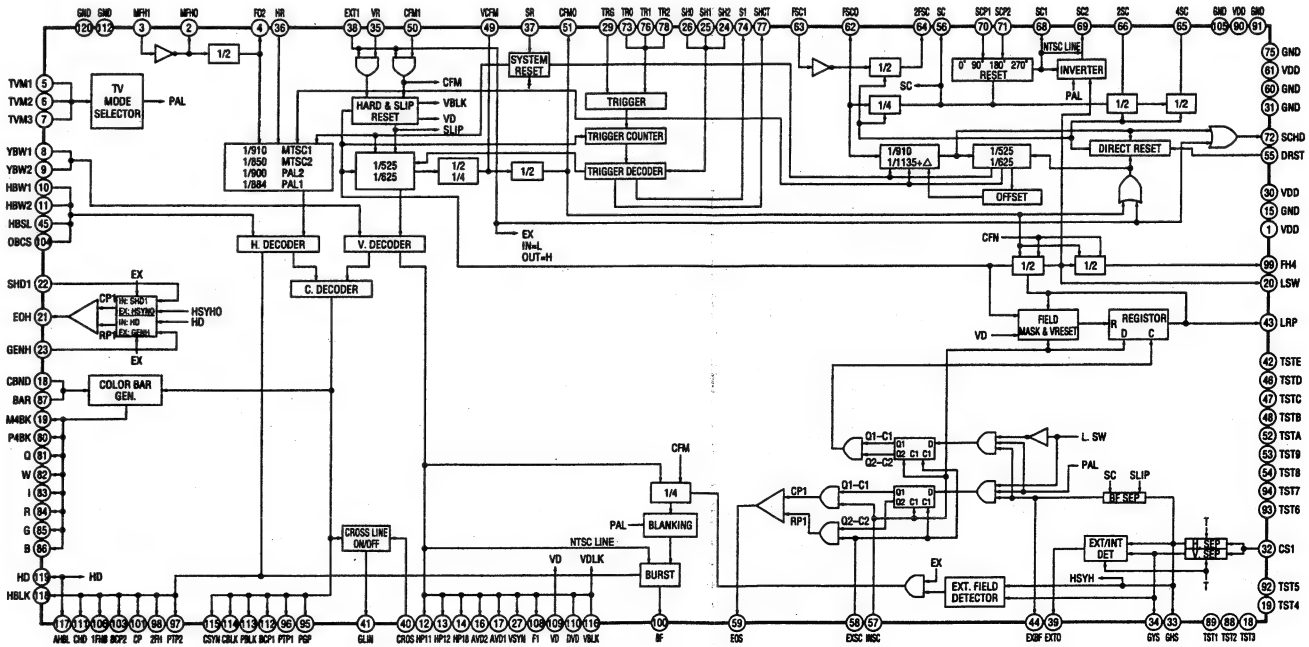 GND GND MFH1 MFHO FO2 HR EXT1 VR CFM1 VCFM SR CFMO TRG TR0 TR1 TR2 SH0 SH1 SH2 S1 SHCT FSC1 FSCO 2FSC SC SCP1 SCP2 SC1 SC2 2SC 4SC GND VDD GND
120 112 3 2 4 36 38 35 50 49 37 51 29 73 76 78 26 25 24 74 77 63 62 64 56 70 71 68 69 66 65 105 90 91
TVM1 5
TVM2 6
TVM3 7
YBW1 8
YBW2 9
HBW1 10
HBW2 11
HBSL 45
OBCS 104
SHD1 22
EOH 21
GENH 23
CBND 18
BAR 87
M4BK 19
P4BK 80
Q 81
W 82
I 83
R 84
G 85
B 86
HD 119
HBLK 118
TV
MODE
SELECTOR
PAL
1/2
1/910 MTSC1
1/850 MTSC2
1/900 PAL2
1/884 PAL1
HARD & SLIP
RESET
CFM
VBLK
VD
SLIP
1/525
1/625
1/2
1/4
1/2
SYSTEM
RESET
TRIGGER
TRIGGER COUNTER
TRIGGER DECODER
H. DECODER
V. DECODER
C. DECODER
EX
IN=L
OUT=H
EX
CP1
RP1
IN: SHD1
EX: HSYNO
IN: HD
EX: GENH
HSYHO
HD
EX
COLOR BAR
GEN.
HD
CROSS LINE
ON/OFF
NTSC LINE
VD
VDLK
PAL
CFM
1/4
BLANKING
BURST
1/2
SC
1/4
0° 90° 180° 270°
RESET
NTSC LINE
INVERTER
PAL
1/2
1/2
1/910
1/1135+△
1/525
1/625
OFFSET
DIRECT RESET
CFN
1/2
1/2
VD
FIELD
MASK & VRESET
REGISTOR
R
D C
Q1-C1
Q2-C2
Q1 D
Q2 C1 C1
L. SW
PAL
CP1
RP1
Q1-C1
Q2-C2
Q1 D
Q2 C1 C1
SC SLIP
BF SEP
EX
EXT. FIELD
DETECTOR
HSYH
EXT/INT
DET
T
H. SEP
V. SEP
T
75 GND
61 VDD
60 GND
31 GND
72 SCHD
55 DRST
30 VDD
15 GND
1 VDD
99 FH4
20 LSW
43 LRP
42 TSTE
46 TSTD
47 TSTC
48 TSTB
52 TSTA
53 TST9
54 TST8
94 TST7
93 TST6
32 CS1
92 TST5
19 TST4
117 111 106 103 101 98 97 115 114 113 112 96 95 41 40 12 13 14 16 17 27 108 109 110 116 100 59 58 57 44 39 34 33 89 88 18
AHBL CHD 1FHB BCP2 CP 2FH PTP2 CSYN CBLK PBLK BCP1 PTP1 PGP GLIN CROS HP11 HP12 HP18 AVD2 AVD1 VSYN F1 VD DVD VBLK BF EOS EXSC INSC EXBF EXTO GYS GHS TST1 TST2 TST3